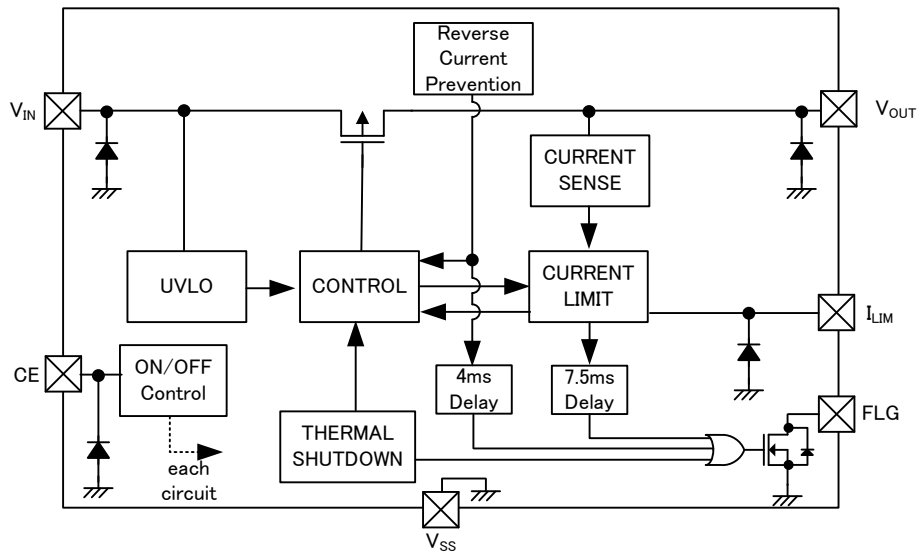 Reverse
Current
Prevention
VIN
VOUT
CURRENT
SENSE
UVLO
CONTROL
CURRENT
LIMIT
ILIM
CE
ON/OFF
Control
4ms
Delay
7.5ms
Delay
FLG
THERMAL
SHUTDOWN
each
circuit
VSS